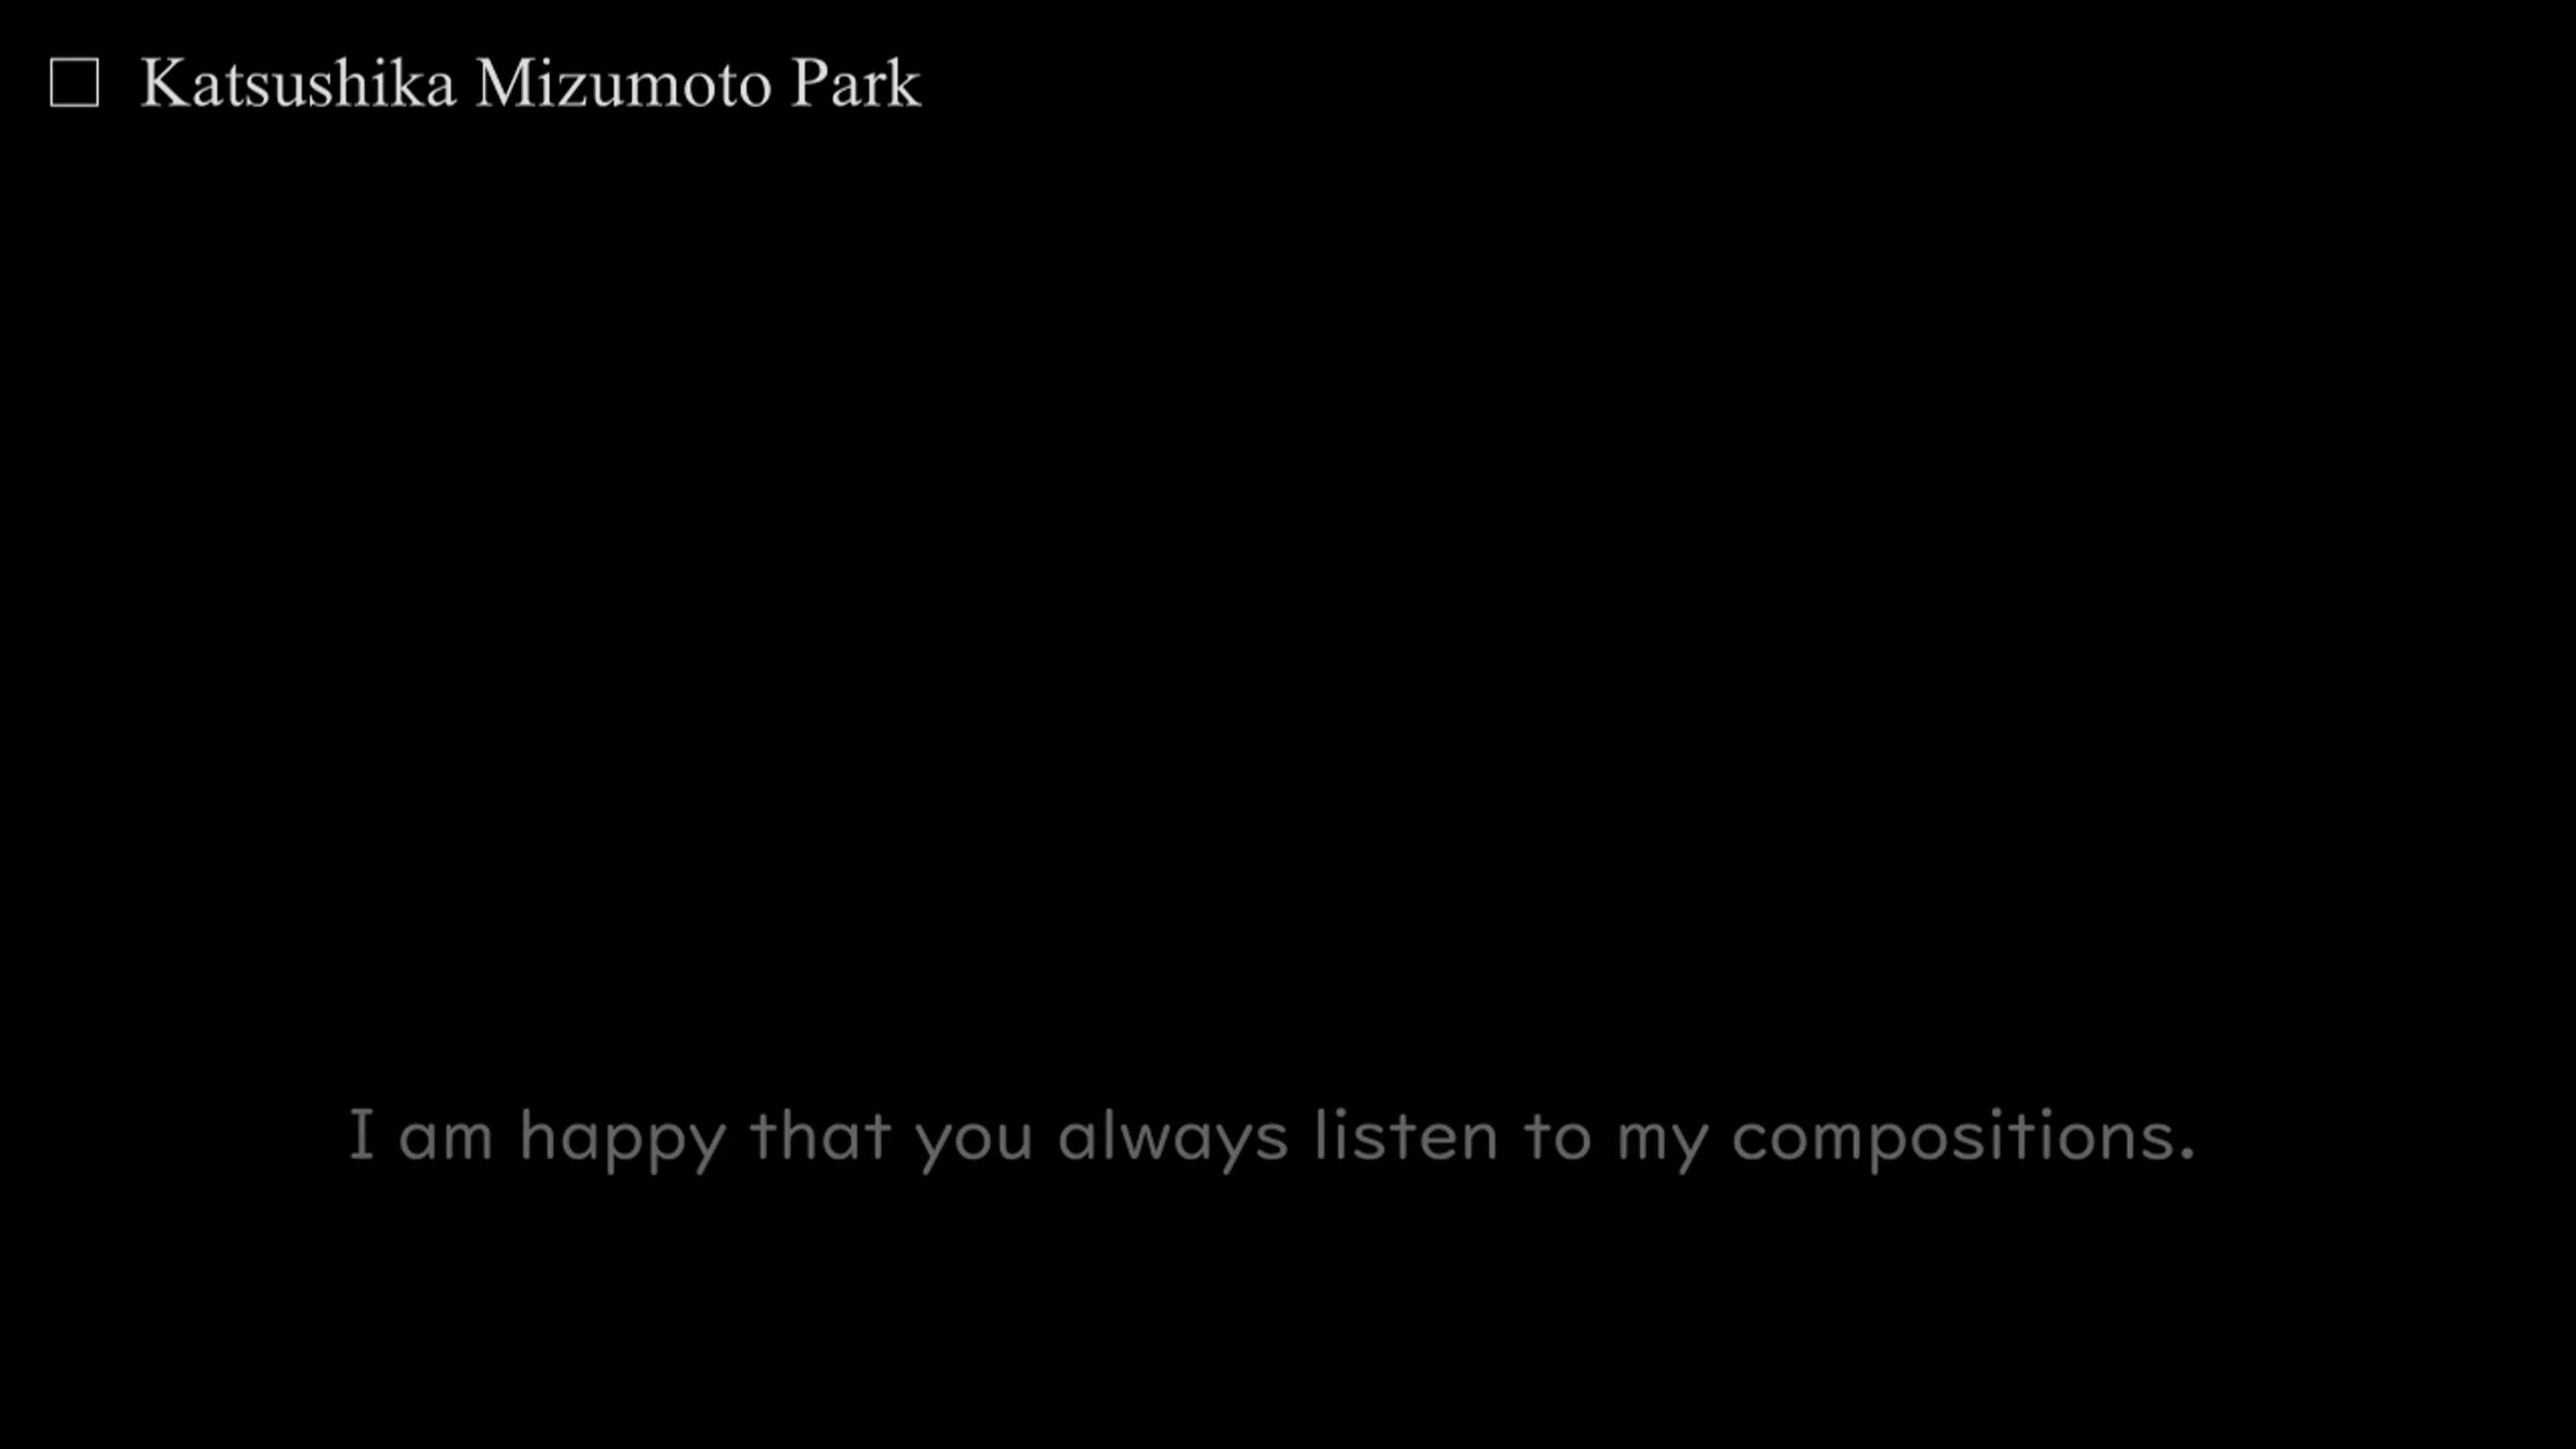 □ Katsushika Mizumoto Park
I am happy that you always listen to my compositions.